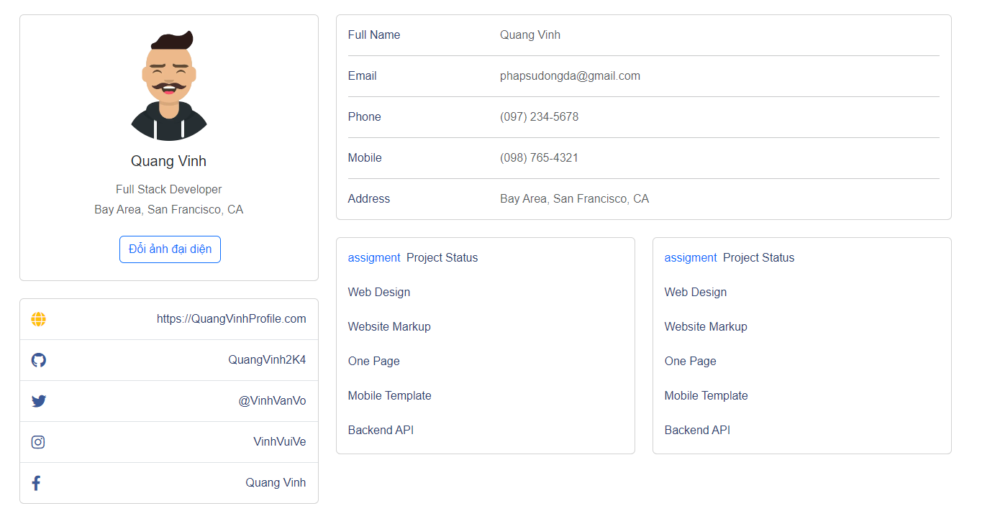 Quang Vinh
Full Stack Developer
Bay Area, San Francisco, CA
Đổi ảnh đại diện
https://QuangVinhProfile.com
QuangVinh2K4
@VinhVanVo
VinhVuiVe
Quang Vinh
Full Name Quang Vinh
Email phapsudongda@gmail.com
Phone (097) 234-5678
Mobile (098) 765-4321
Address Bay Area, San Francisco, CA
assigment Project Status
Web Design
Website Markup
One Page
Mobile Template
Backend API
assigment Project Status
Web Design
Website Markup
One Page
Mobile Template
Backend API